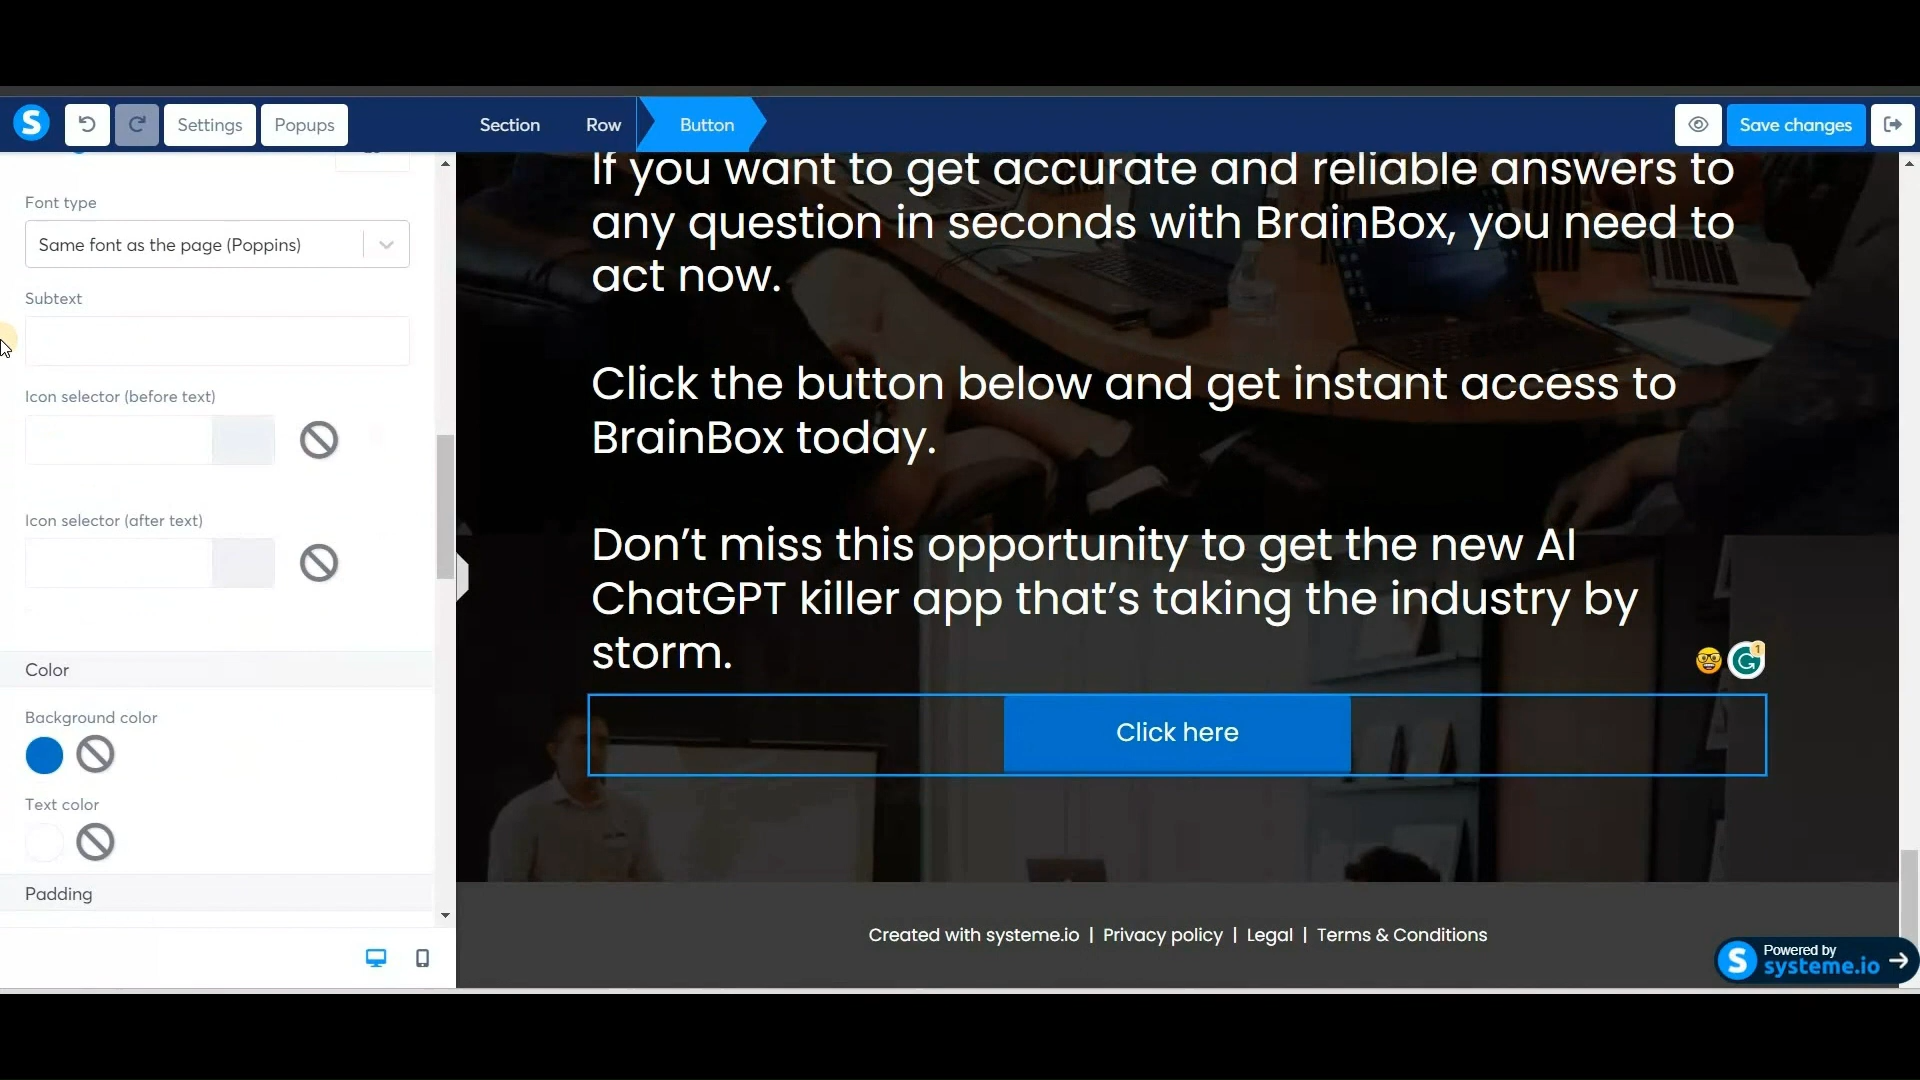 S
Settings
Popups
Section
Row
Button
Save changes
Font type
Same font as the page (Poppins)
Subtext
Icon selector (before text)
Icon selector (after text)
Color
Background color
Text color
Padding
If you want to get accurate and reliable answers to
any question in seconds with BrainBox, you need to
act now.
Click the button below and get instant access to
BrainBox today.
Don’t miss this opportunity to get the new AI
ChatGPT killer app that’s taking the industry by
storm.
G 1
Click here
Created with systeme.io | Privacy policy | Legal | Terms & Conditions
S Powered by
systeme.io